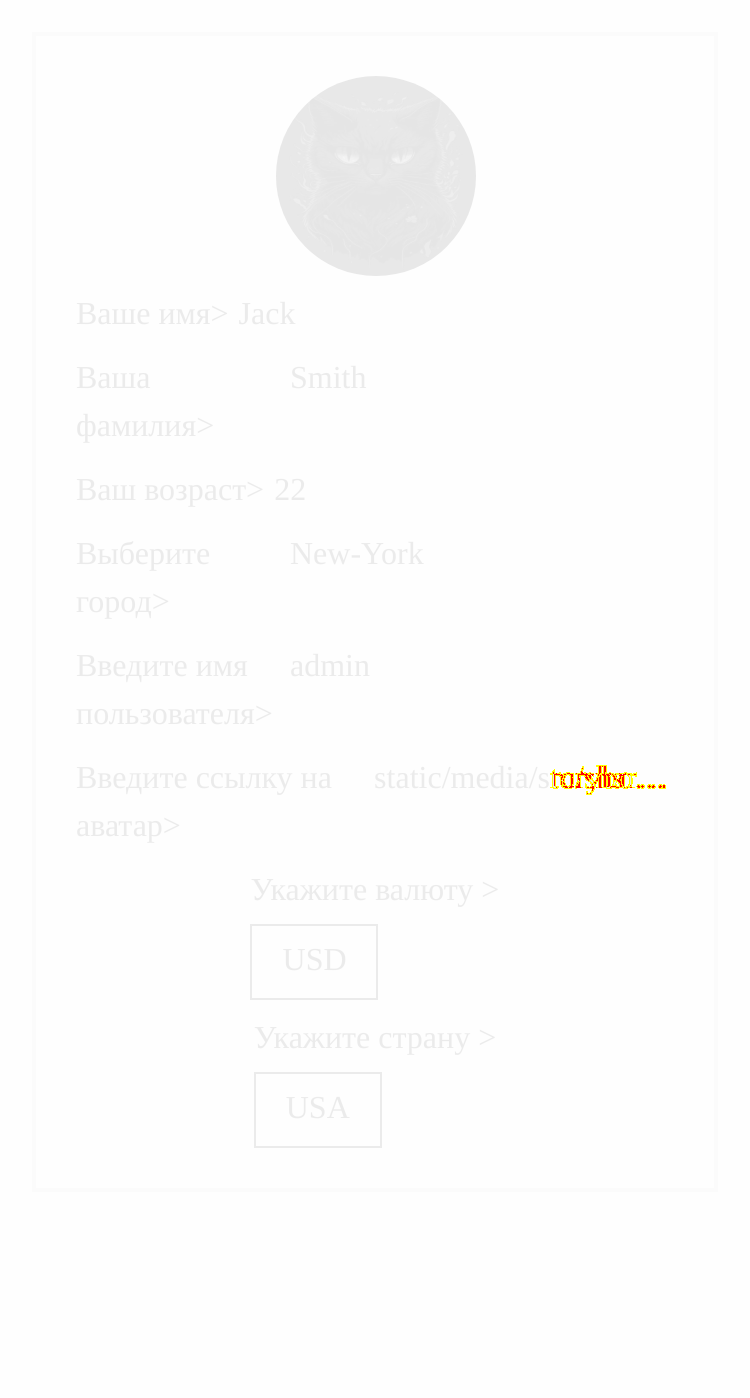 Ваше имя> Jack
Ваша Smith
фамилия>
Ваш возраст> 22
Выберите New-York
город>
Введите имя admin
пользователя>
Введите ссылку на static/media/s
аватар>
Укажите валюту >
USD
Укажите страну >
USA